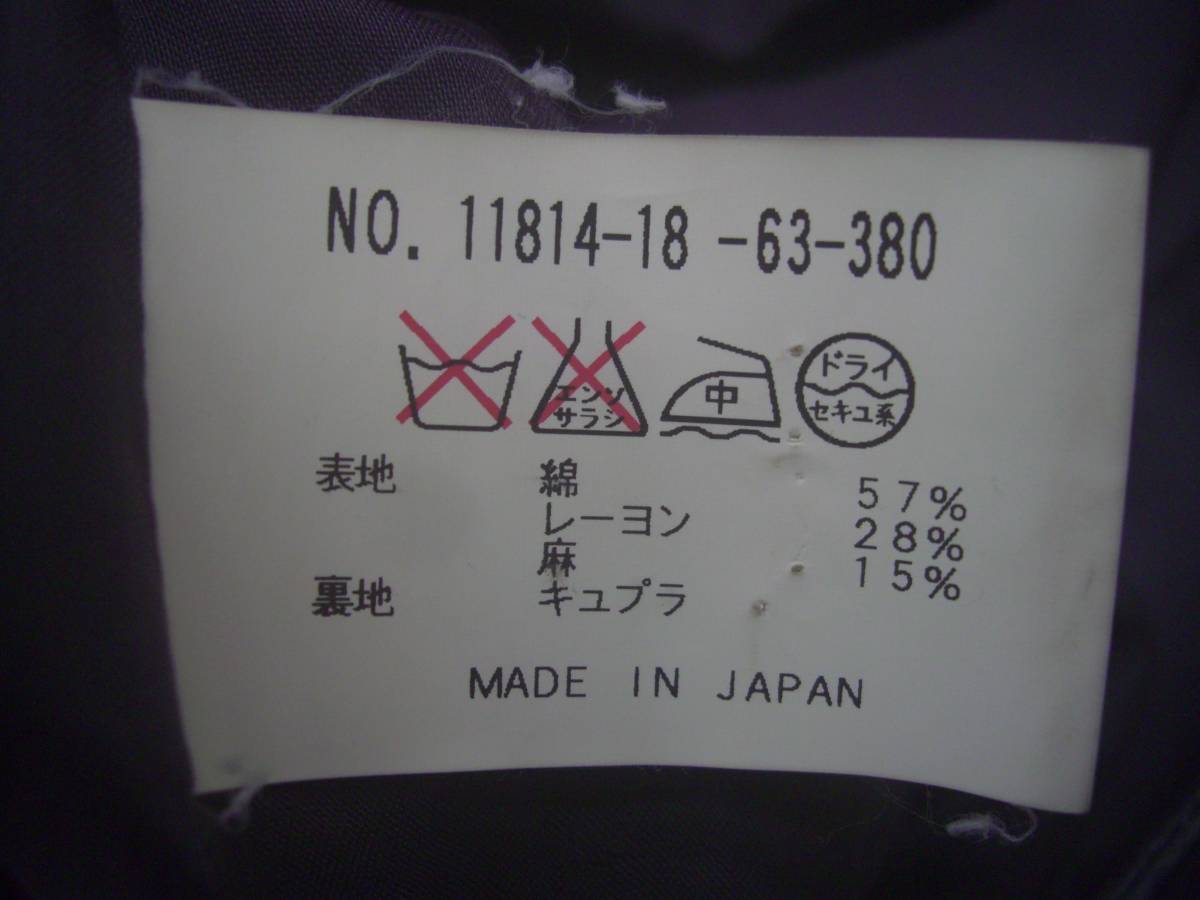 NO. 11814-18 -63-380
エンソ サラシ 中 ドライ セキユ系
表地 綿 57%
レーヨン 28%
麻 15%
裏地 キュプラ
MADE IN JAPAN